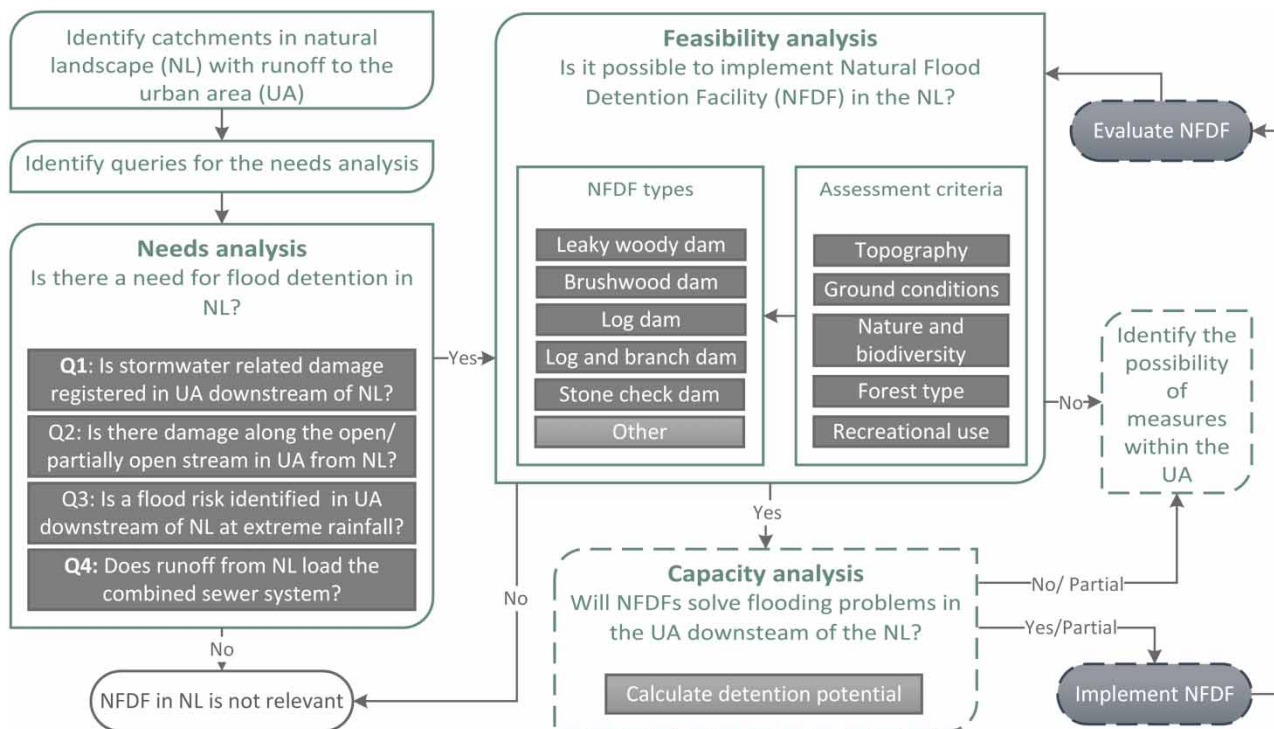 Identify catchments in natural
landscape (NL) with runoff to the
urban area (UA)
Identify queries for the needs analysis
Needs analysis
Is there a need for flood detention in
NL?
Q1: Is stormwater related damage
registered in UA downstream of NL?
Q2: Is there damage along the open/
partially open stream in UA from NL?
Q3: Is a flood risk identified in UA
downstream of NL at extreme rainfall?
Q4: Does runoff from NL load the
combined sewer system?
No
NFDF in NL is not relevant
Yes
Feasibility analysis
Is it possible to implement Natural Flood
Detention Facility (NFDF) in the NL?
NFDF types
Leaky woody dam
Brushwood dam
Log dam
Log and branch dam
Stone check dam
Other
Assessment criteria
Topography
Ground conditions
Nature and
biodiversity
Forest type
Recreational use
No
Yes
No
Capacity analysis
Will NFDFs solve flooding problems in
the UA downsteam of the NL?
Calculate detention potential
No/ Partial
Yes/Partial
Identify the
possibility
of
measures
within the
UA
Implement NFDF
Evaluate NFDF